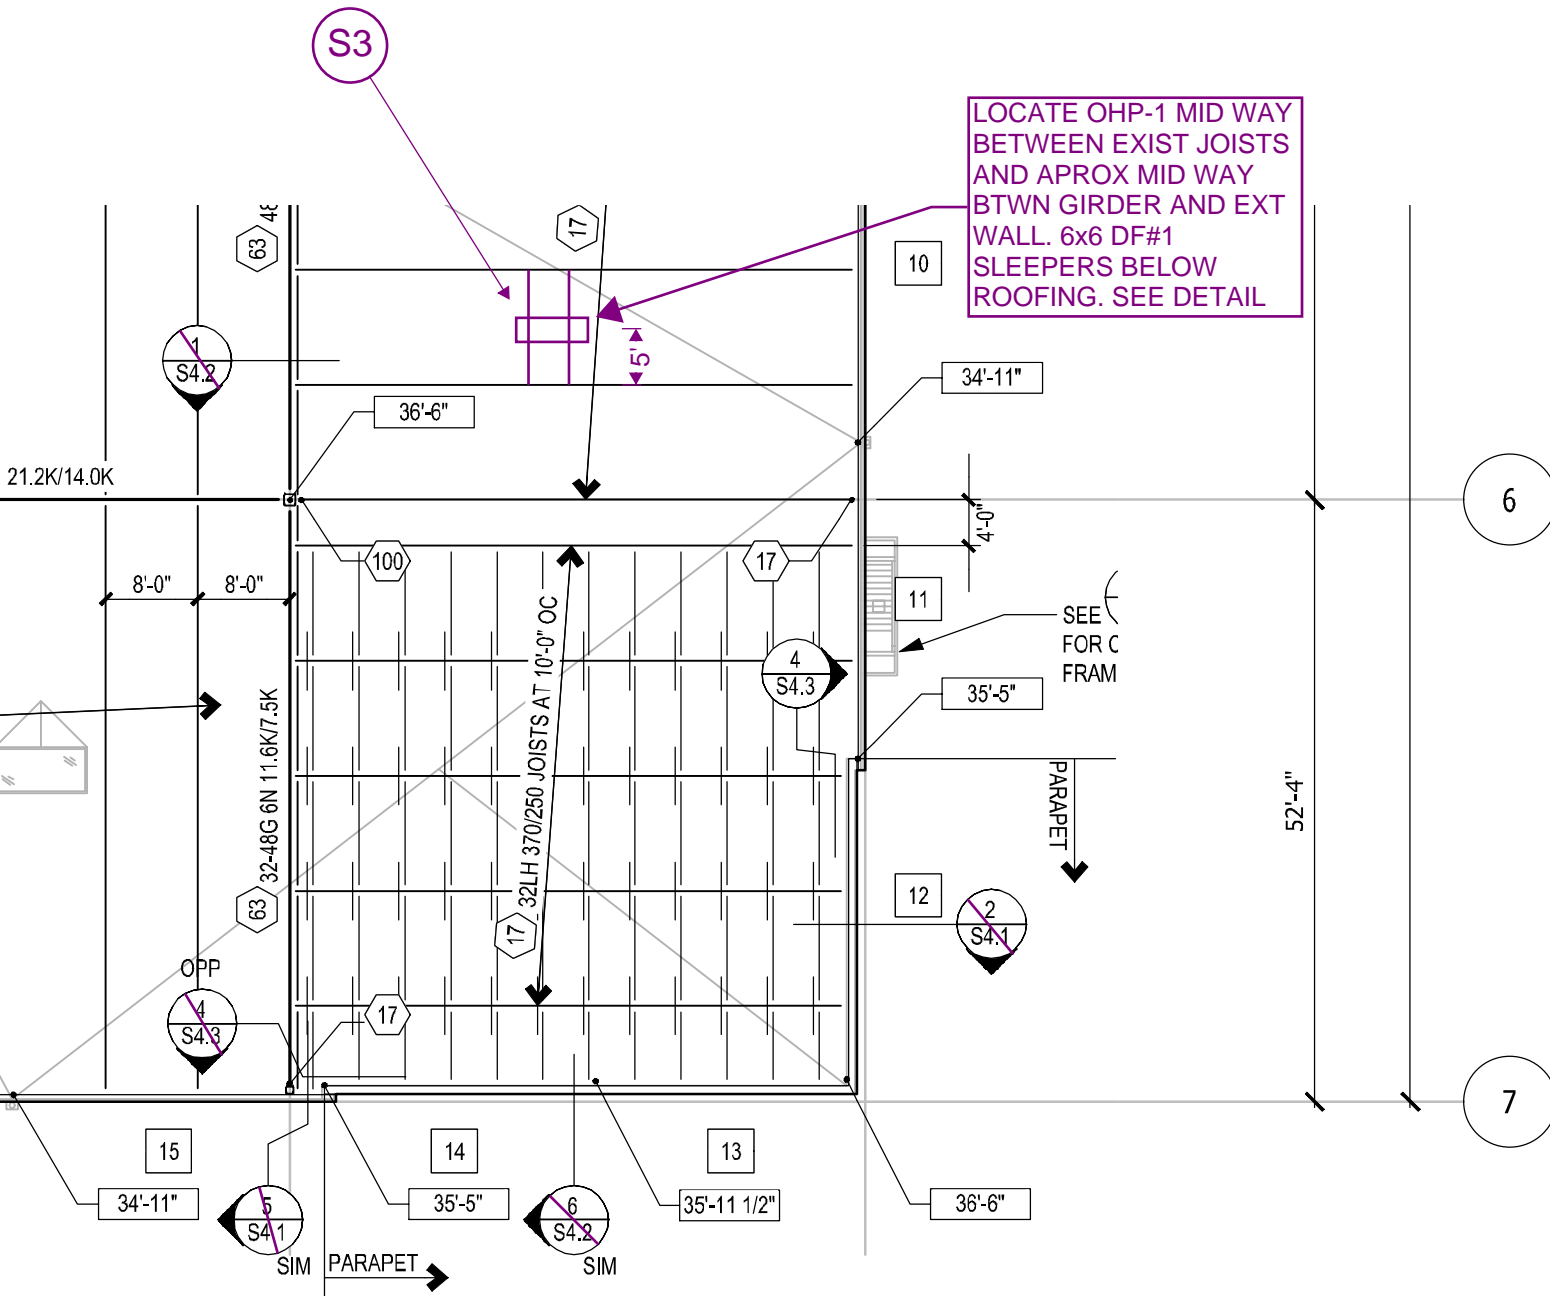 S3
LOCATE OHP-1 MID WAY
BETWEEN EXIST JOISTS
AND APROX MID WAY
BTWN GIRDER AND EXT
WALL. 6x6 DF#1
SLEEPERS BELOW
ROOFING. SEE DETAIL
63
48
17
10
1
S4.2
5'
34'-11"
36'-6"
21.2K/14.0K
6
4'-0"
100
17
8'-0"
8'-0"
11
SEE
FOR
FRAM
4
S4.3
32LH 370/250 JOISTS AT 10'-0" OC
17
35'-5"
32-48G 6N 11.6K/7.5K
63
PARAPET
52'-4"
12
2
S4.1
OPP
4
S4.3
17
7
15
14
13
34'-11"
5
S4.1
SIM
35'-5"
6
S4.2
SIM
35'-11 1/2"
36'-6"
PARAPET